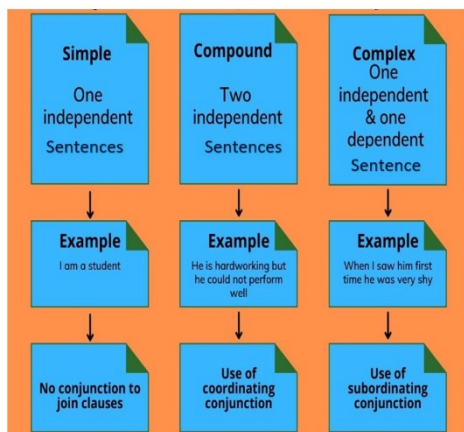 Simple
One
independent
Sentences
Compound
Two
independent
Sentences
Complex
One
independent
& one
dependent
Sentence
Example
I am a student
Example
He is hardworking but
he could not perform
well
Example
When I saw him first
time he was very shy
No conjunction to
join clauses
Use of
coordinating
conjunction
Use of
subordinating
conjunction